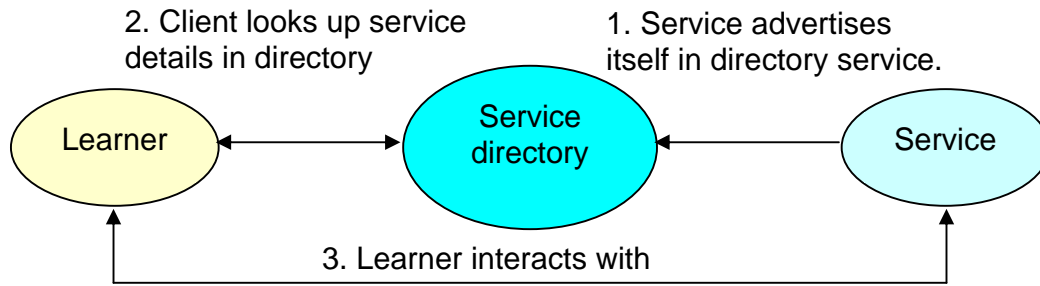 2. Client looks up service
details in directory
1. Service advertises
itself in directory service.
Learner
Service
directory
Service
3. Learner interacts with